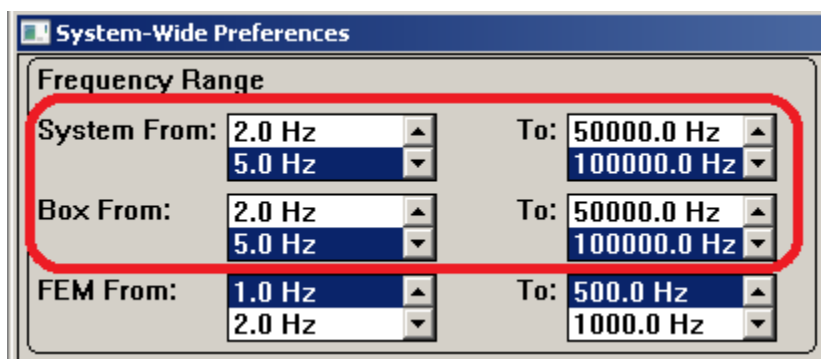 System-Wide Preferences
Frequency Range
System From: 2.0 Hz To: 50000.0 Hz
5.0 Hz 100000.0 Hz
Box From: 2.0 Hz To: 50000.0 Hz
5.0 Hz 100000.0 Hz
FEM From: 1.0 Hz To: 500.0 Hz
2.0 Hz 1000.0 Hz